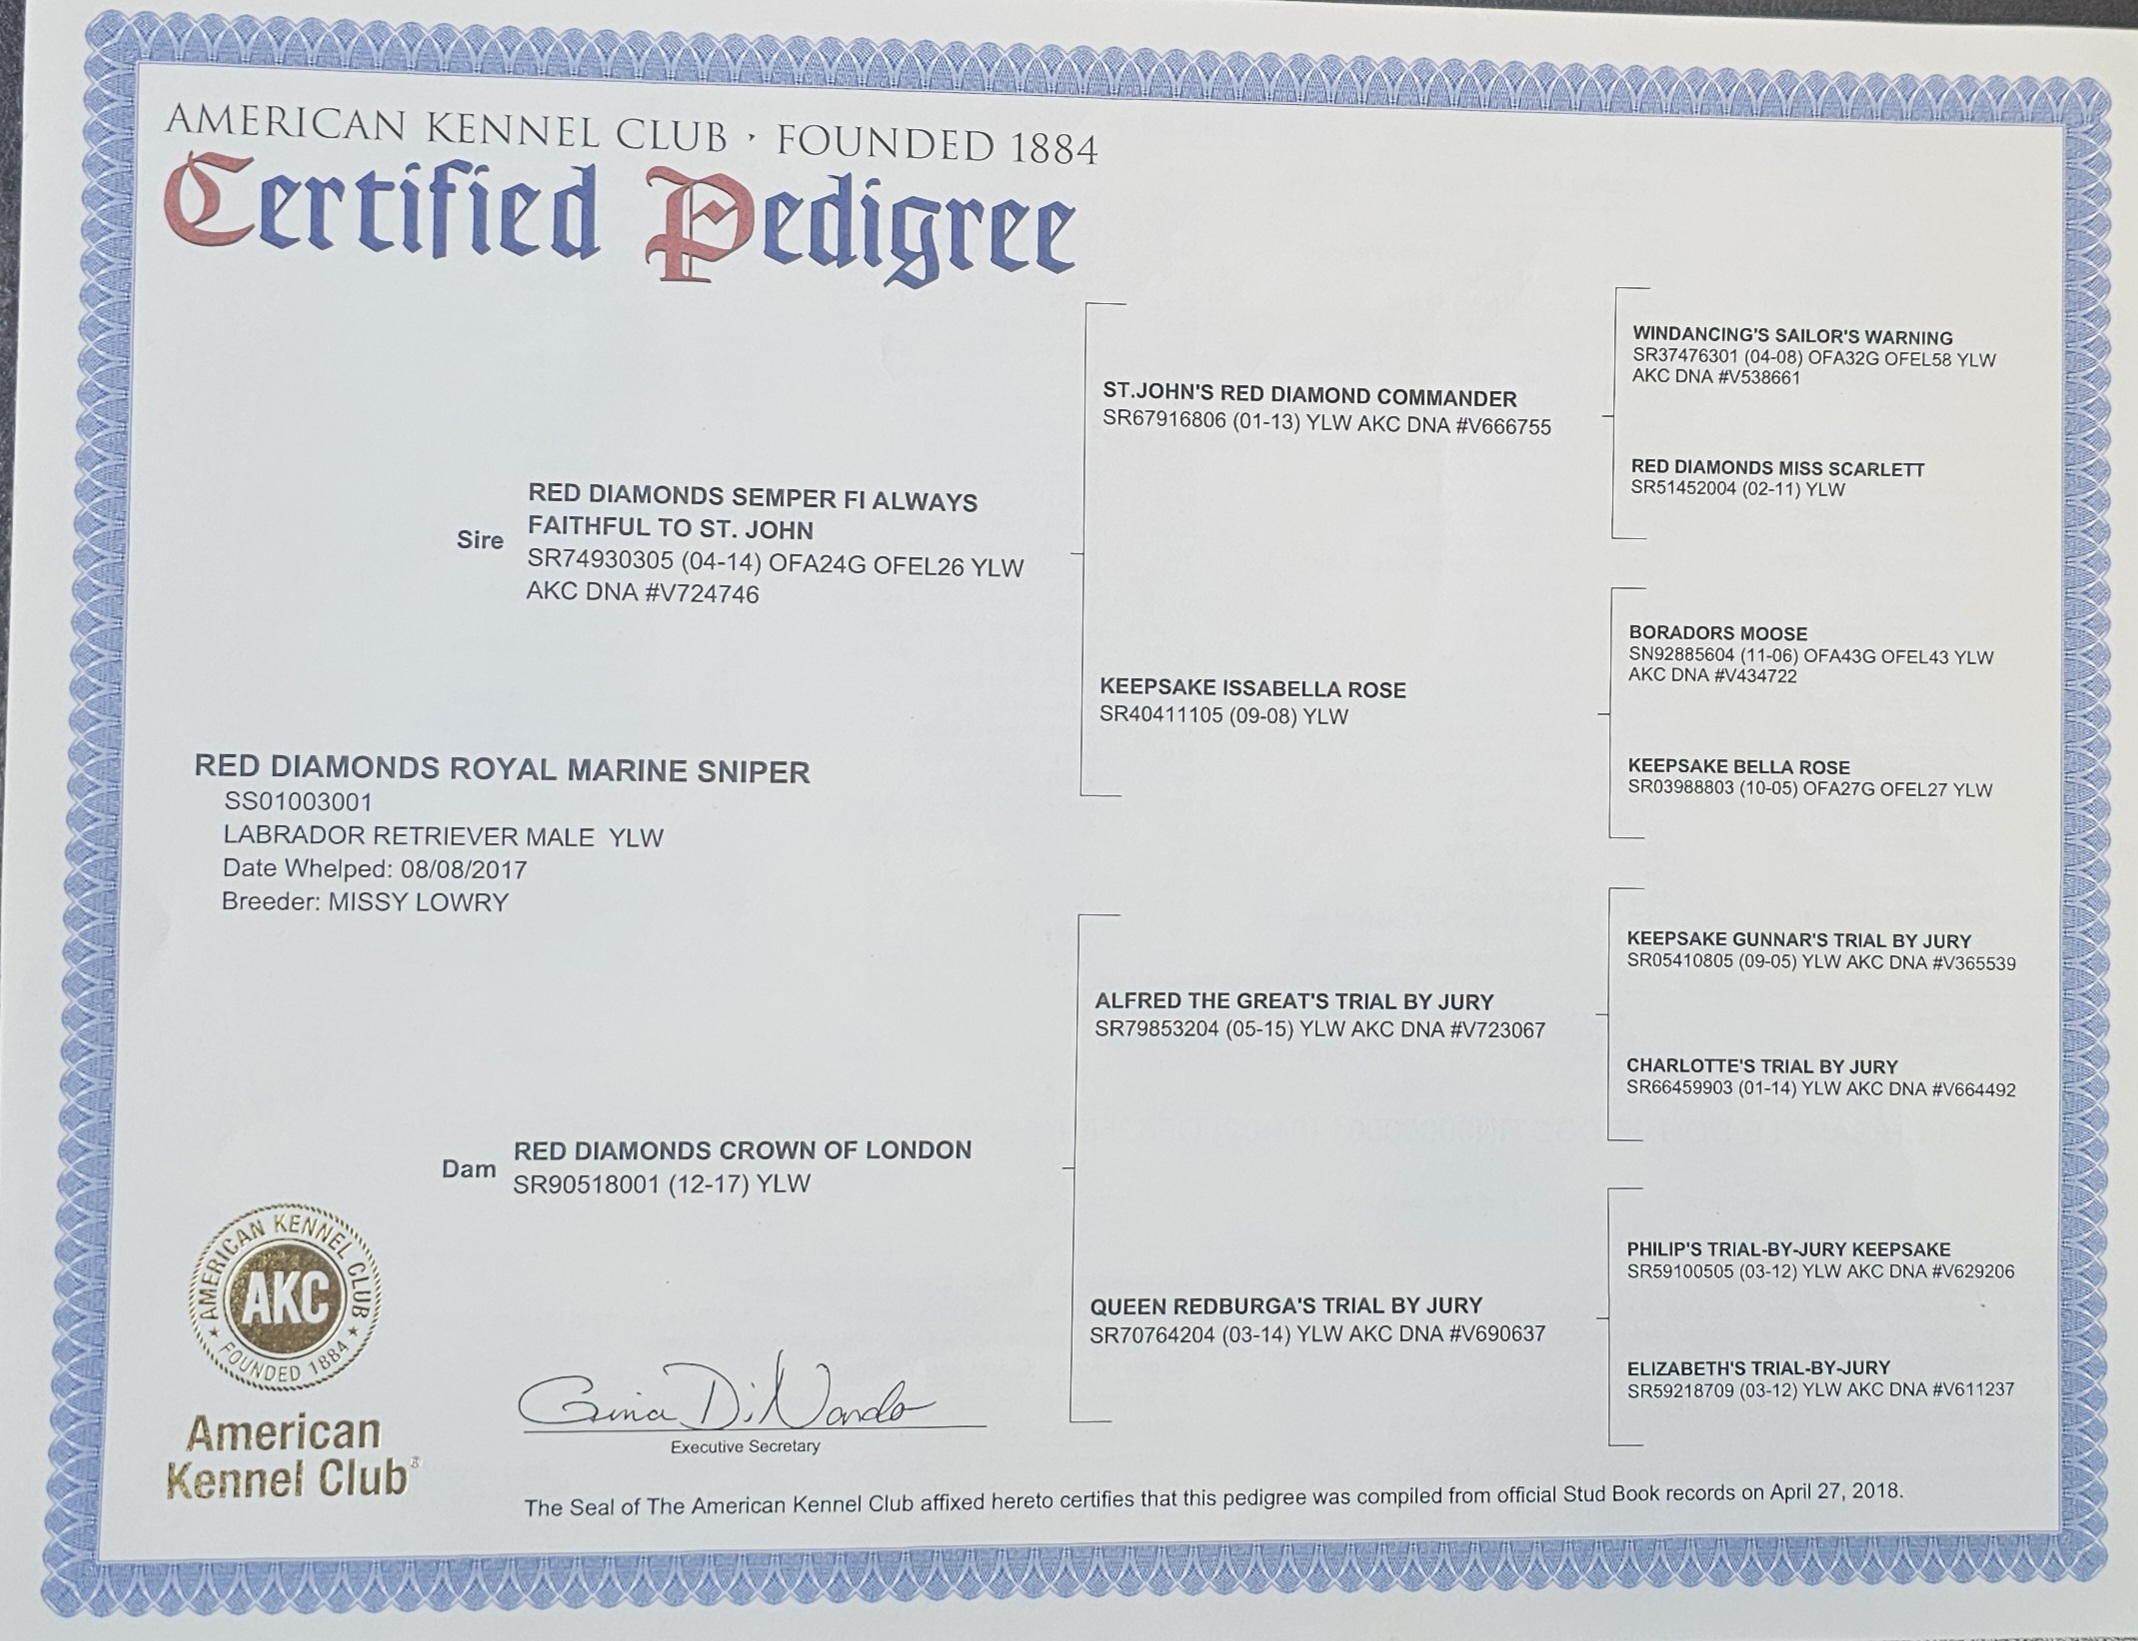 AMERICAN KENNEL CLUB · FOUNDED 1884
Certified Pedigree
WINDANCING'S SAILOR'S WARNING
SR37476301 (04-08) OFA32G OFEL58 YLW
AKC DNA #V538661
ST.JOHN'S RED DIAMOND COMMANDER
SR67916806 (01-13) YLW AKC DNA #V666755
RED DIAMONDS MISS SCARLETT
SR51452004 (02-11) YLW
Sire
RED DIAMONDS SEMPER FI ALWAYS
FAITHFUL TO ST. JOHN
SR74930305 (04-14) OFA24G OFEL26 YLW
AKC DNA #V724746
BORADORS MOOSE
SN92885604 (11-06) OFA43G OFEL43 YLW
AKC DNA #V434722
KEEPSAKE ISSABELLA ROSE
SR40411105 (09-08) YLW
KEEPSAKE BELLA ROSE
SR03988803 (10-05) OFA27G OFEL27 YLW
RED DIAMONDS ROYAL MARINE SNIPER
SS01003001
LABRADOR RETRIEVER MALE YLW
Date Whelped: 08/08/2017
Breeder: MISSY LOWRY
KEEPSAKE GUNNAR'S TRIAL BY JURY
SR05410805 (09-05) YLW AKC DNA #V365539
ALFRED THE GREAT'S TRIAL BY JURY
SR79853204 (05-15) YLW AKC DNA #V723067
CHARLOTTE'S TRIAL BY JURY
SR66459903 (01-14) YLW AKC DNA #V664492
Dam
RED DIAMONDS CROWN OF LONDON
SR90518001 (12-17) YLW
PHILIP'S TRIAL-BY-JURY KEEPSAKE
SR59100505 (03-12) YLW AKC DNA #V629206
QUEEN REDBURGA'S TRIAL BY JURY
SR70764204 (03-14) YLW AKC DNA #V690637
ELIZABETH'S TRIAL-BY-JURY
SR59218709 (03-12) YLW AKC DNA #V611237
AMERICAN KENNEL CLUB
AKC
FOUNDED 1884
American
Kennel Club®
Gina DiNardo
Executive Secretary
The Seal of The American Kennel Club affixed hereto certifies that this pedigree was compiled from official Stud Book records on April 27, 2018.